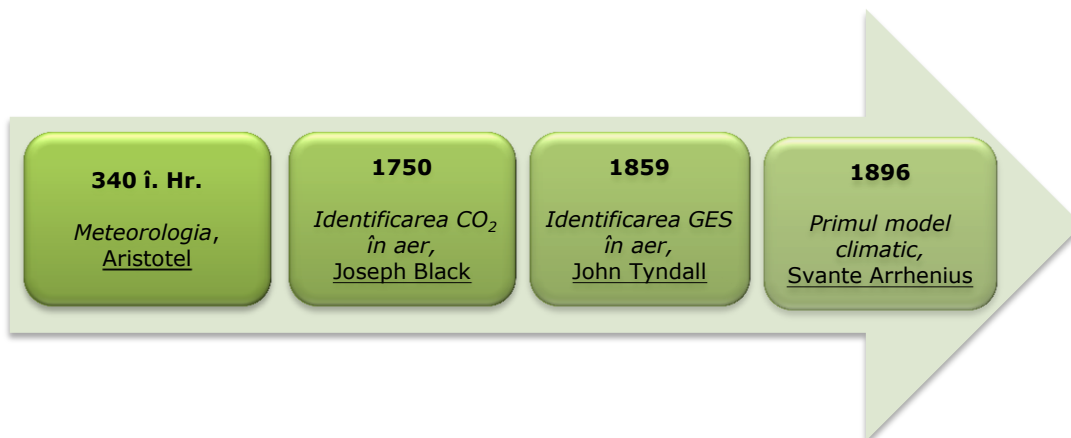 340 î. Hr.
Meteorologia,
Aristotel
1750
Identificarea CO₂
în aer,
Joseph Black
1859
Identificarea GES
în aer,
John Tyndall
1896
Primul model
climatic,
Svante Arrhenius